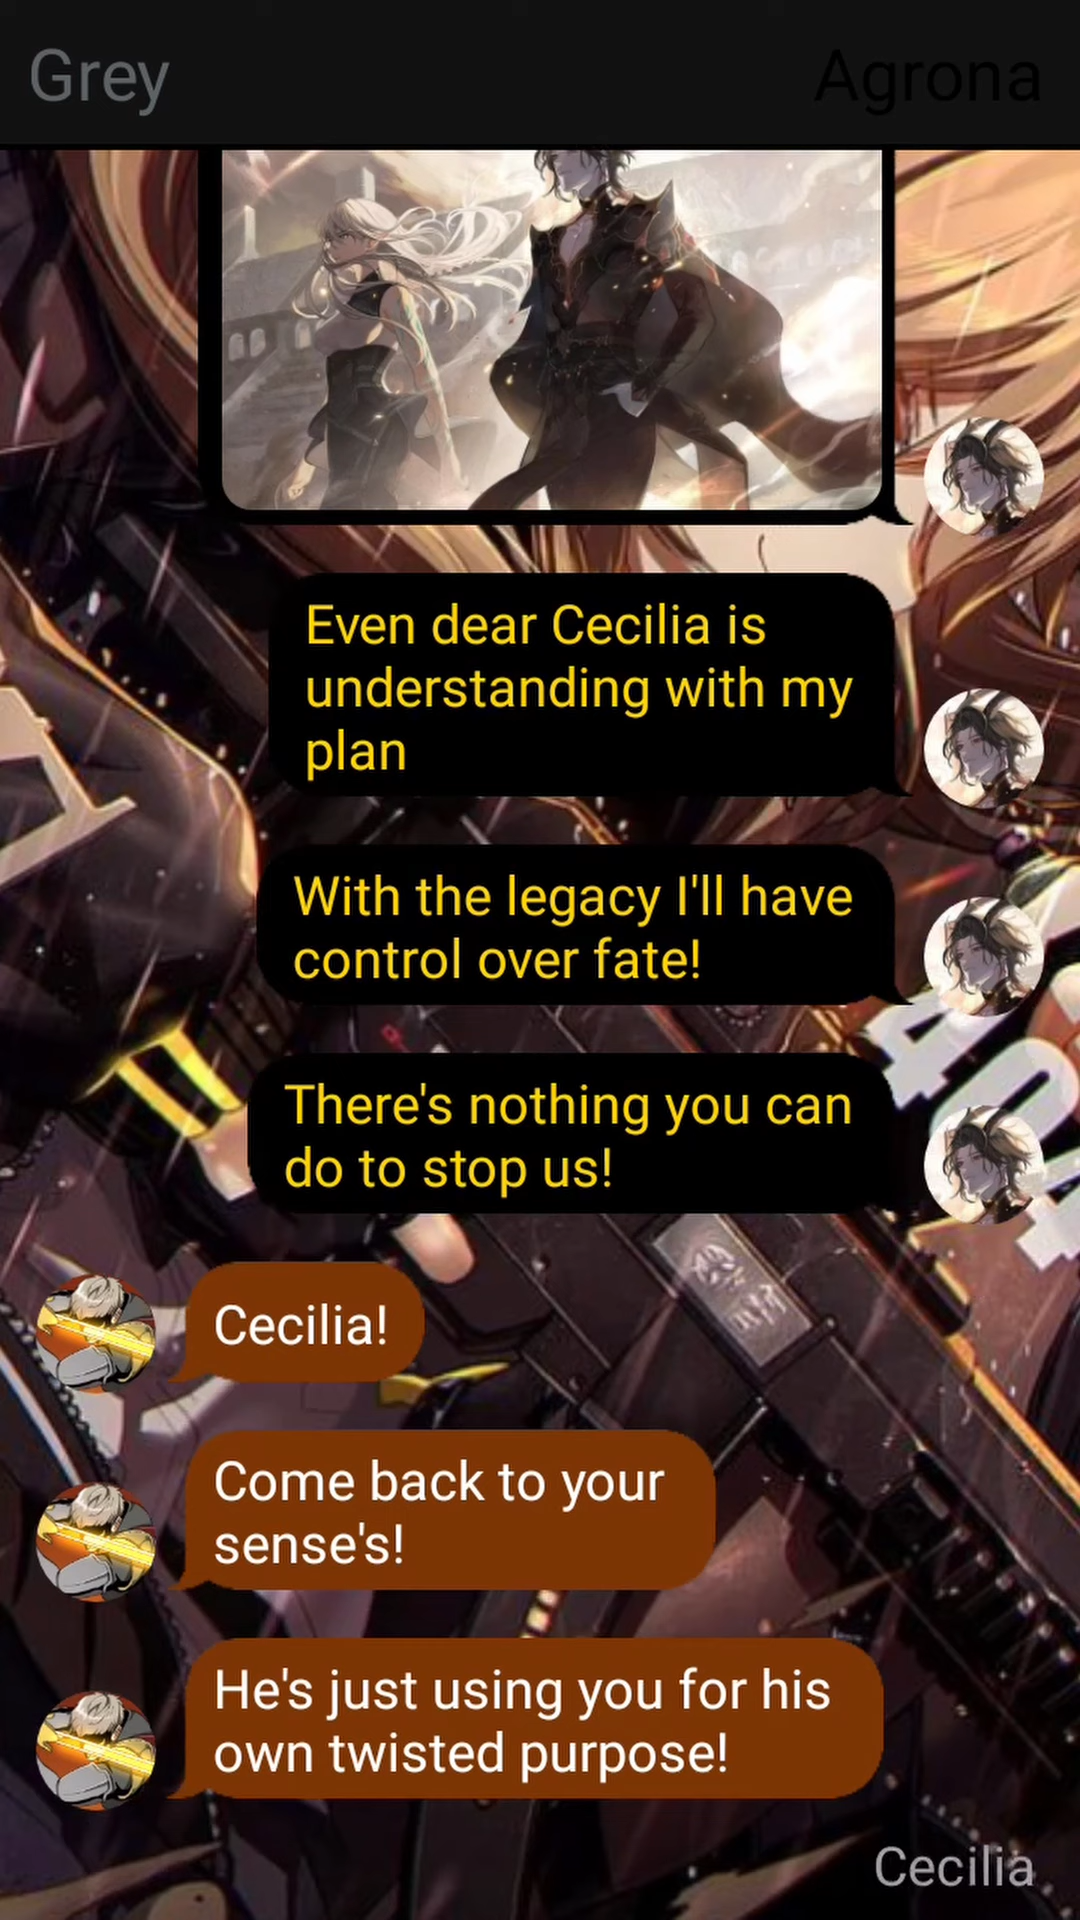 Grey
Agrona
Even dear Cecilia is
understanding with my
plan
With the legacy I'll have
control over fate!
There's nothing you can
do to stop us!
Cecilia!
Come back to your
sense's!
He's just using you for his
own twisted purpose!
Cecilia